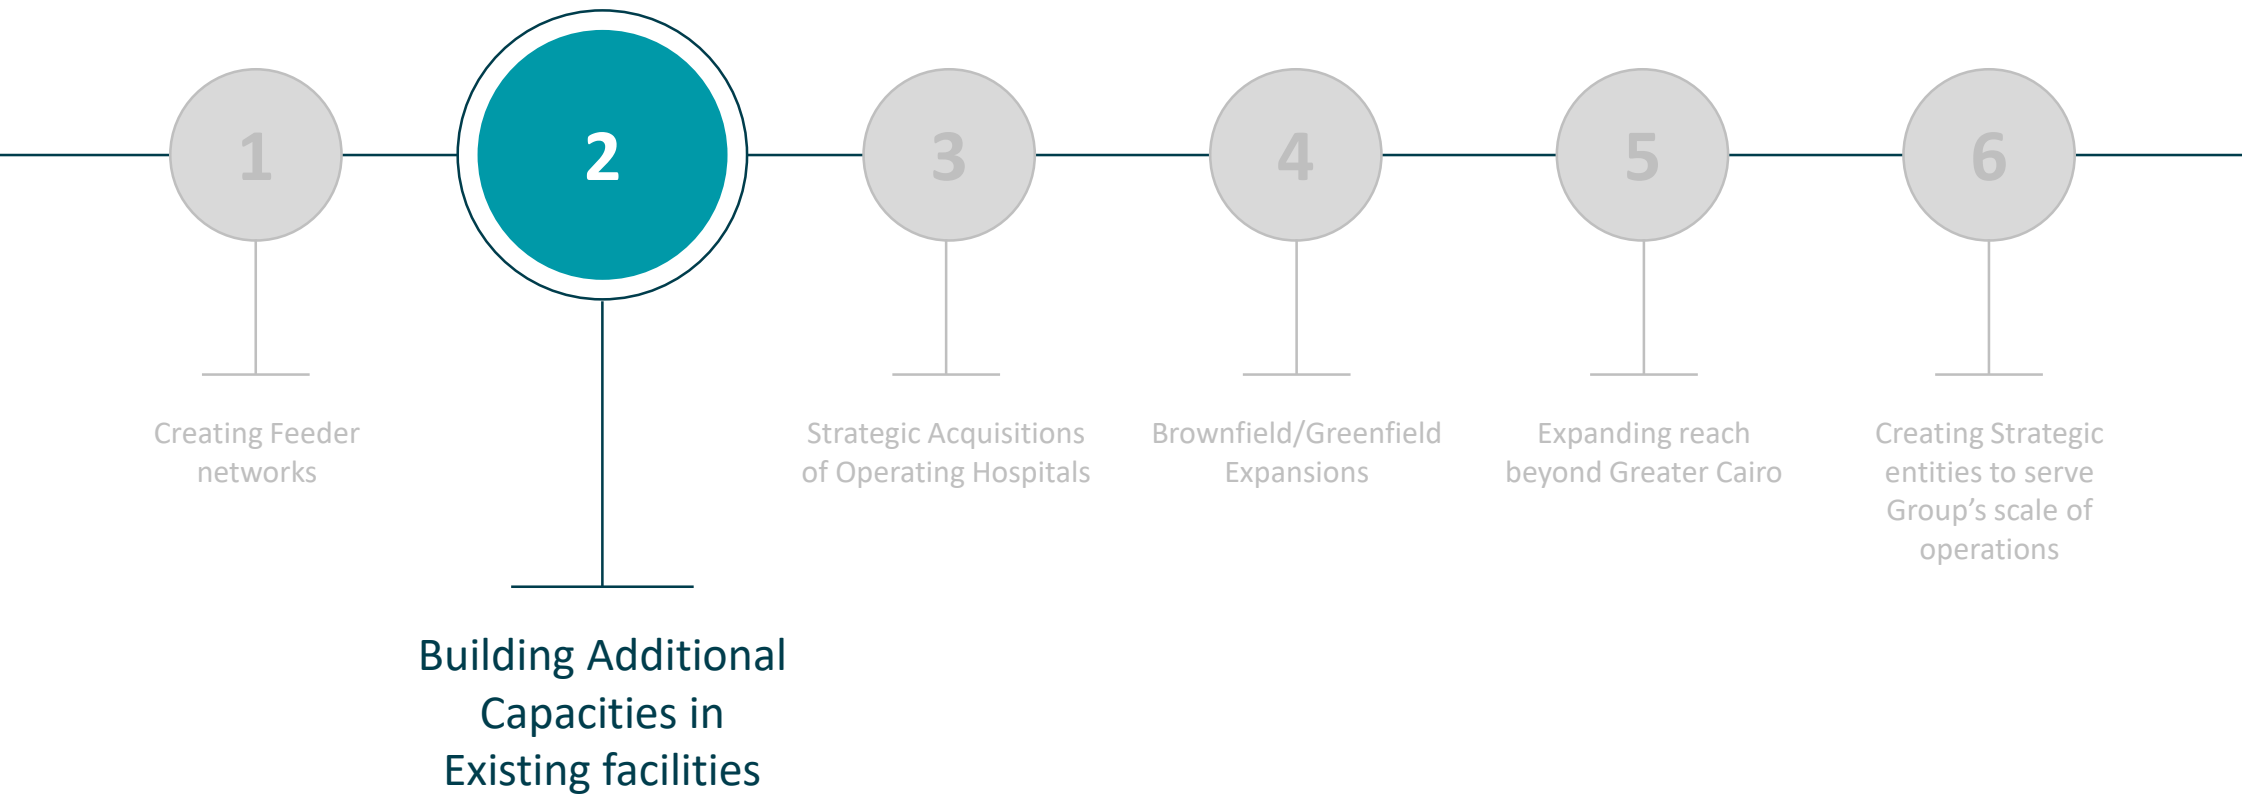 1
2
3
4
5
6
Creating Feeder
networks
Building Additional
Capacities in
Existing facilities
Strategic Acquisitions
of Operating Hospitals
Brownfield/Greenfield
Expansions
Expanding reach
beyond Greater Cairo
Creating Strategic
entities to serve
Group’s scale of
operations